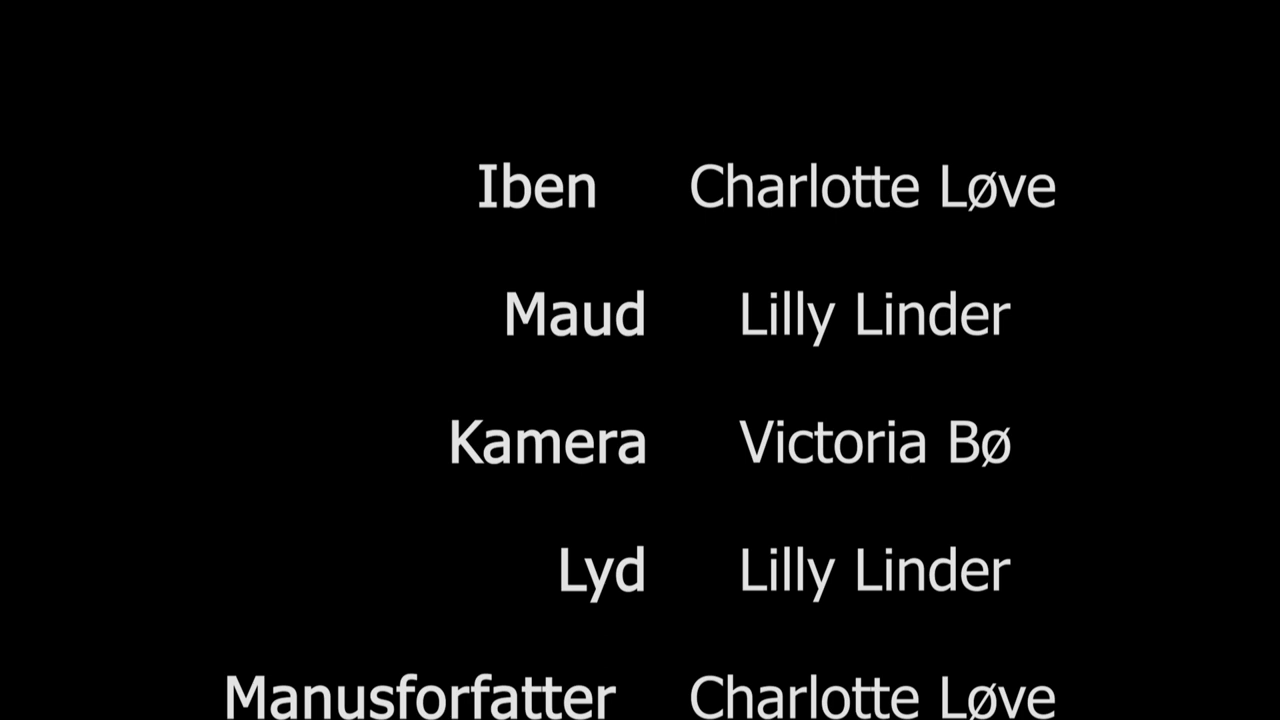 Iben Charlotte Løve
Maud Lilly Linder
Kamera Victoria Bø
Lyd Lilly Linder
Manusforfatter Charlotte Løve